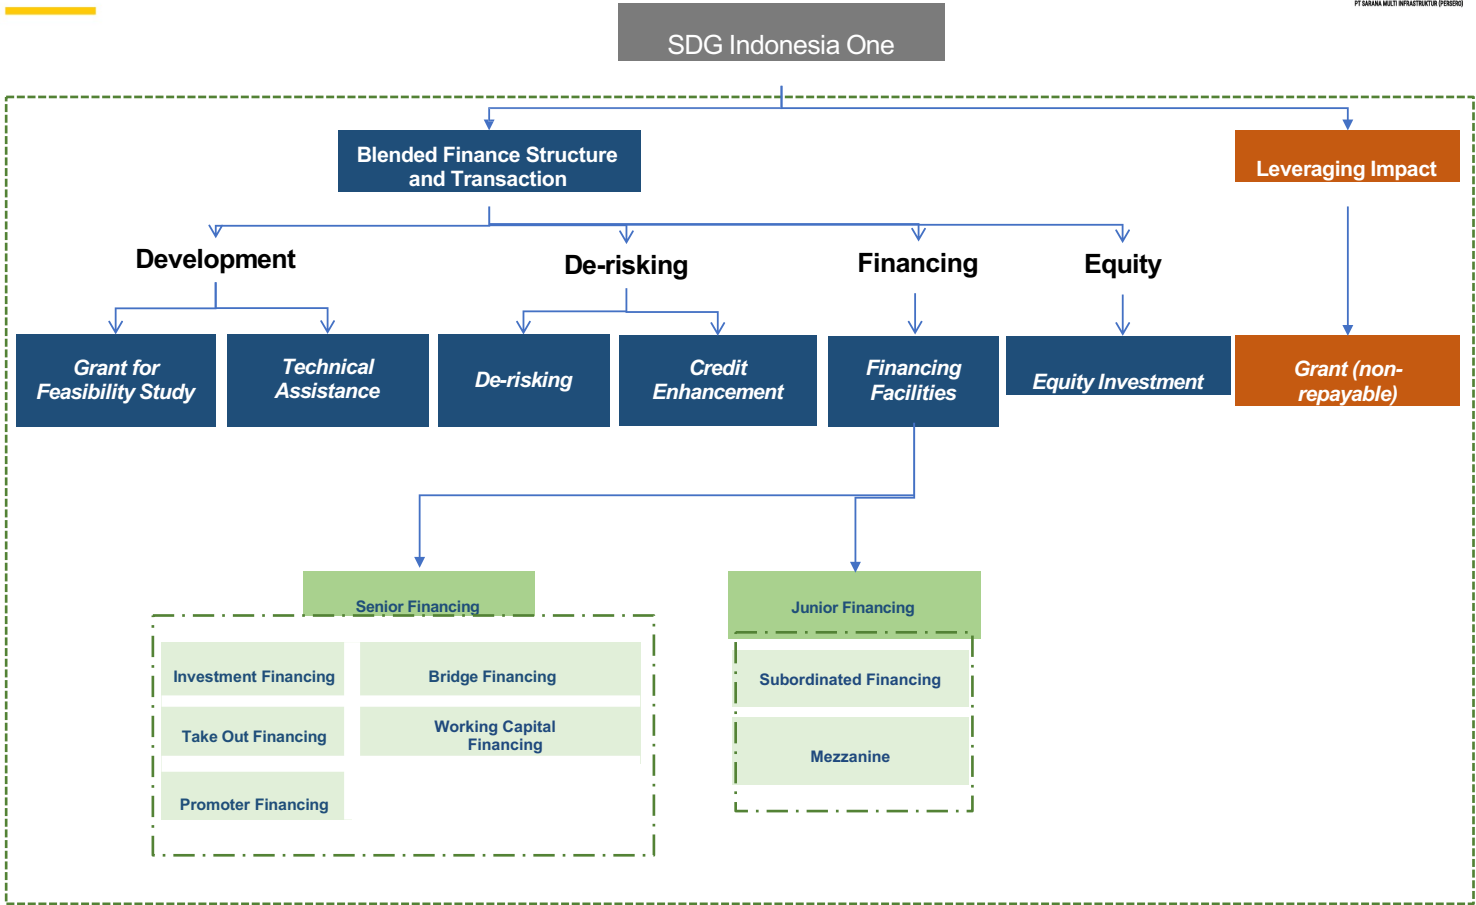 PT SARANA MULTI INFRASTRUKTUR (PERSERO)
SDG Indonesia One
Blended Finance Structure
and Transaction
Leveraging Impact
Development
De-risking
Financing
Equity
Grant for
Feasibility Study
Technical
Assistance
De-risking
Credit
Enhancement
Financing
Facilities
Equity Investment
Grant (non-
repayable)
Senior Financing
Junior Financing
Investment Financing
Bridge Financing
Subordinated Financing
Take Out Financing
Working Capital
Financing
Mezzanine
Promoter Financing